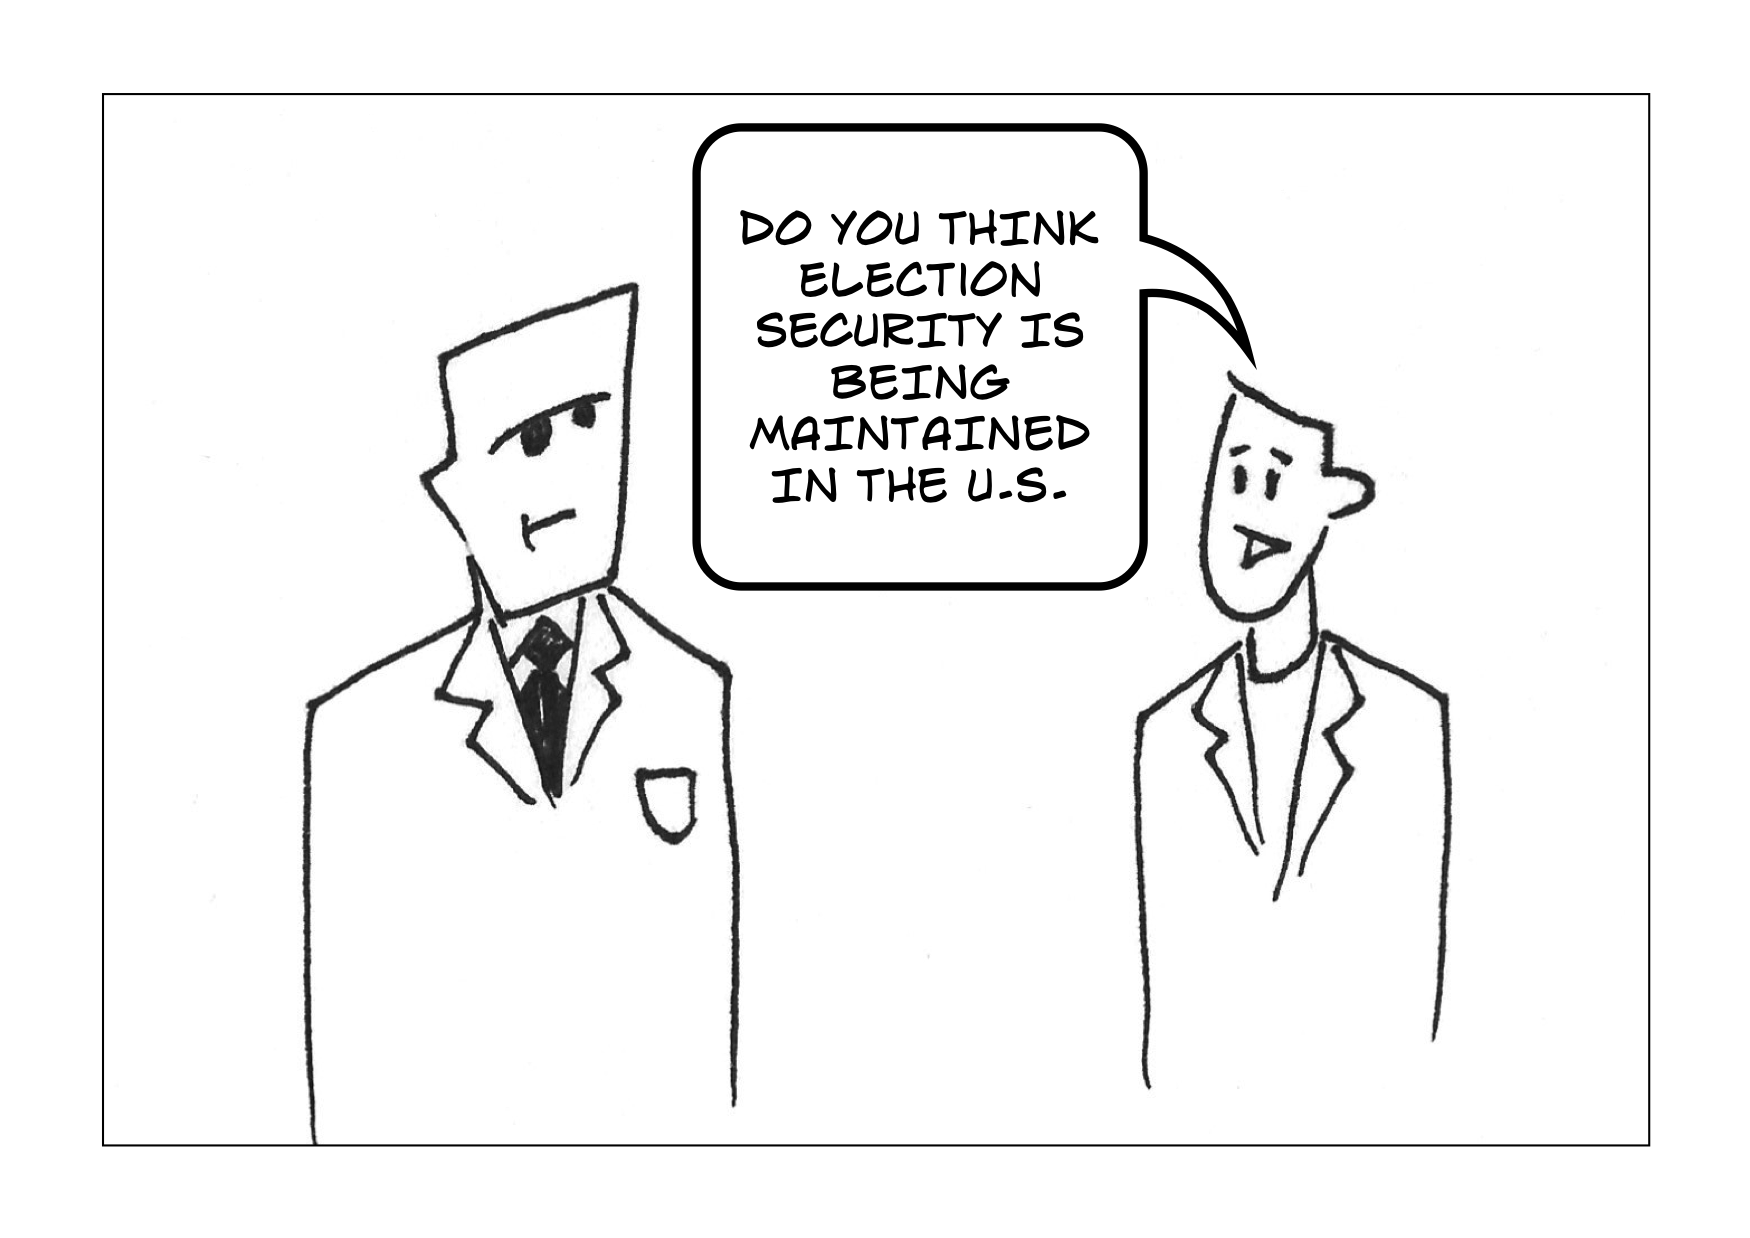 DO YOU THINK
ELECTION
SECURITY IS
BEING
MAINTAINED
IN THE U.S.